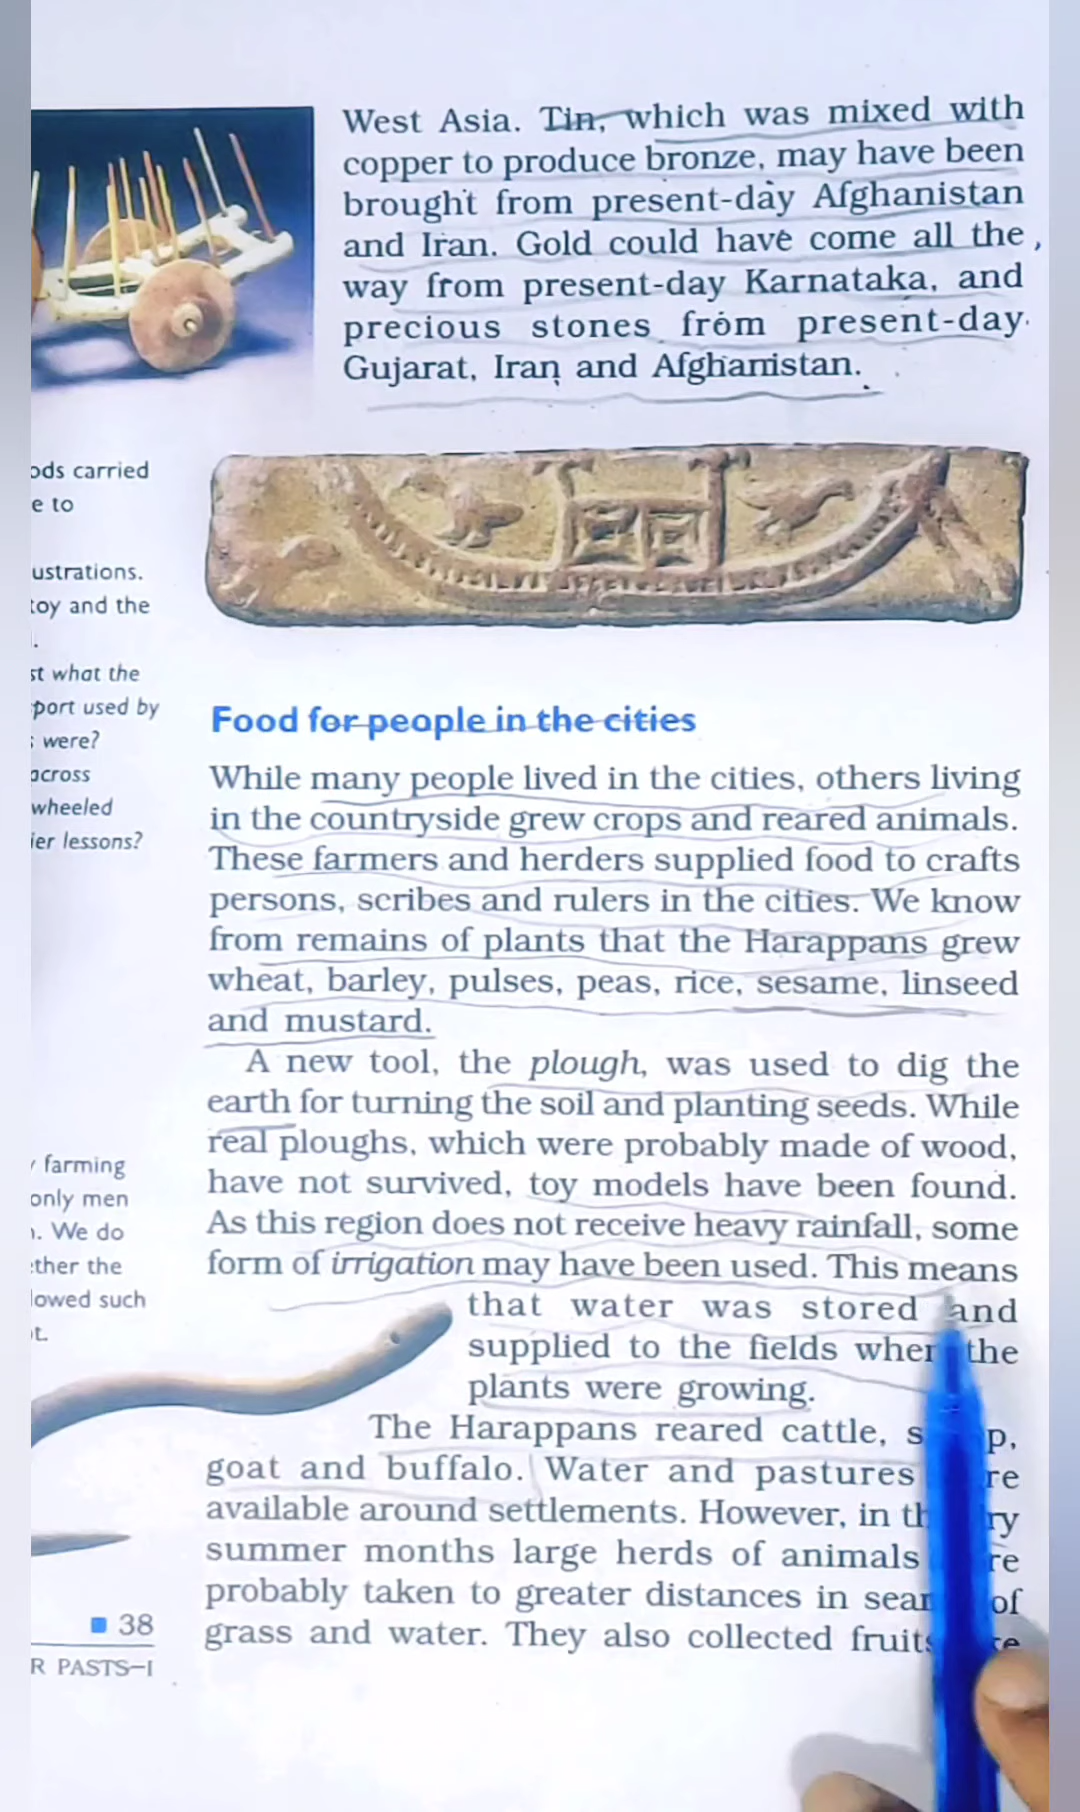 West Asia. Tin, which was mixed with
copper to produce bronze, may have been
brought from present-day Afghanistan
and Iran. Gold could have come all the
way from present-day Karnataka, and
precious stones from present-day
Gujarat, Iran and Afghanistan.
ods carried
e to
ustrations.
toy and the
st what the
port used by
were?
across
wheeled
ier lessons?
Food for people in the cities
While many people lived in the cities, others living
in the countryside grew crops and reared animals.
These farmers and herders supplied food to crafts
persons, scribes and rulers in the cities. We know
from remains of plants that the Harappans grew
wheat, barley, pulses, peas, rice, sesame, linseed
and mustard.
A new tool, the plough, was used to dig the
earth for turning the soil and planting seeds. While
real ploughs, which were probably made of wood,
have not survived, toy models have been found.
As this region does not receive heavy rainfall, some
form of irrigation may have been used. This means
that water was stored and
supplied to the fields when the
plants were growing.
The Harappans reared cattle,
goat and buffalo. Water and pastures
available around settlements. However, in
summer months large herds of animals
probably taken to greater distances in of
grass and water. They also collected
farming
only men
. We do
ther the
lowed such
t.
38
R PASTS–I